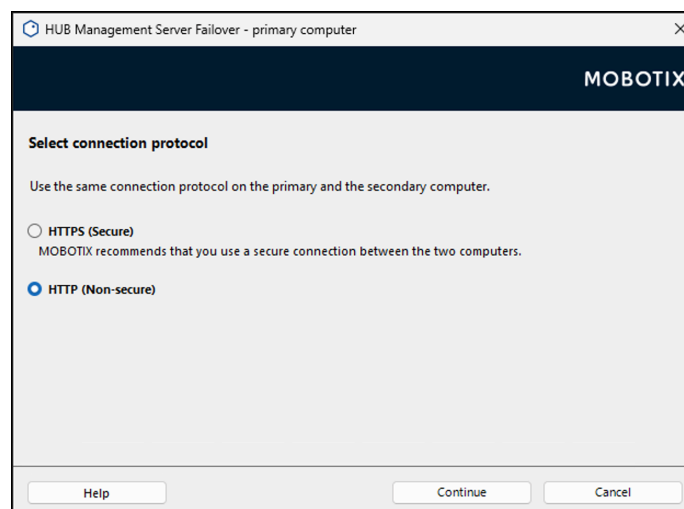 HUB Management Server Failover - primary computer
MOBOTIX
Select connection protocol
Use the same connection protocol on the primary and the secondary computer.
HTTPS (Secure)
MOBOTIX recommends that you use a secure connection between the two computers.
HTTP (Non-secure)
Help
Continue
Cancel